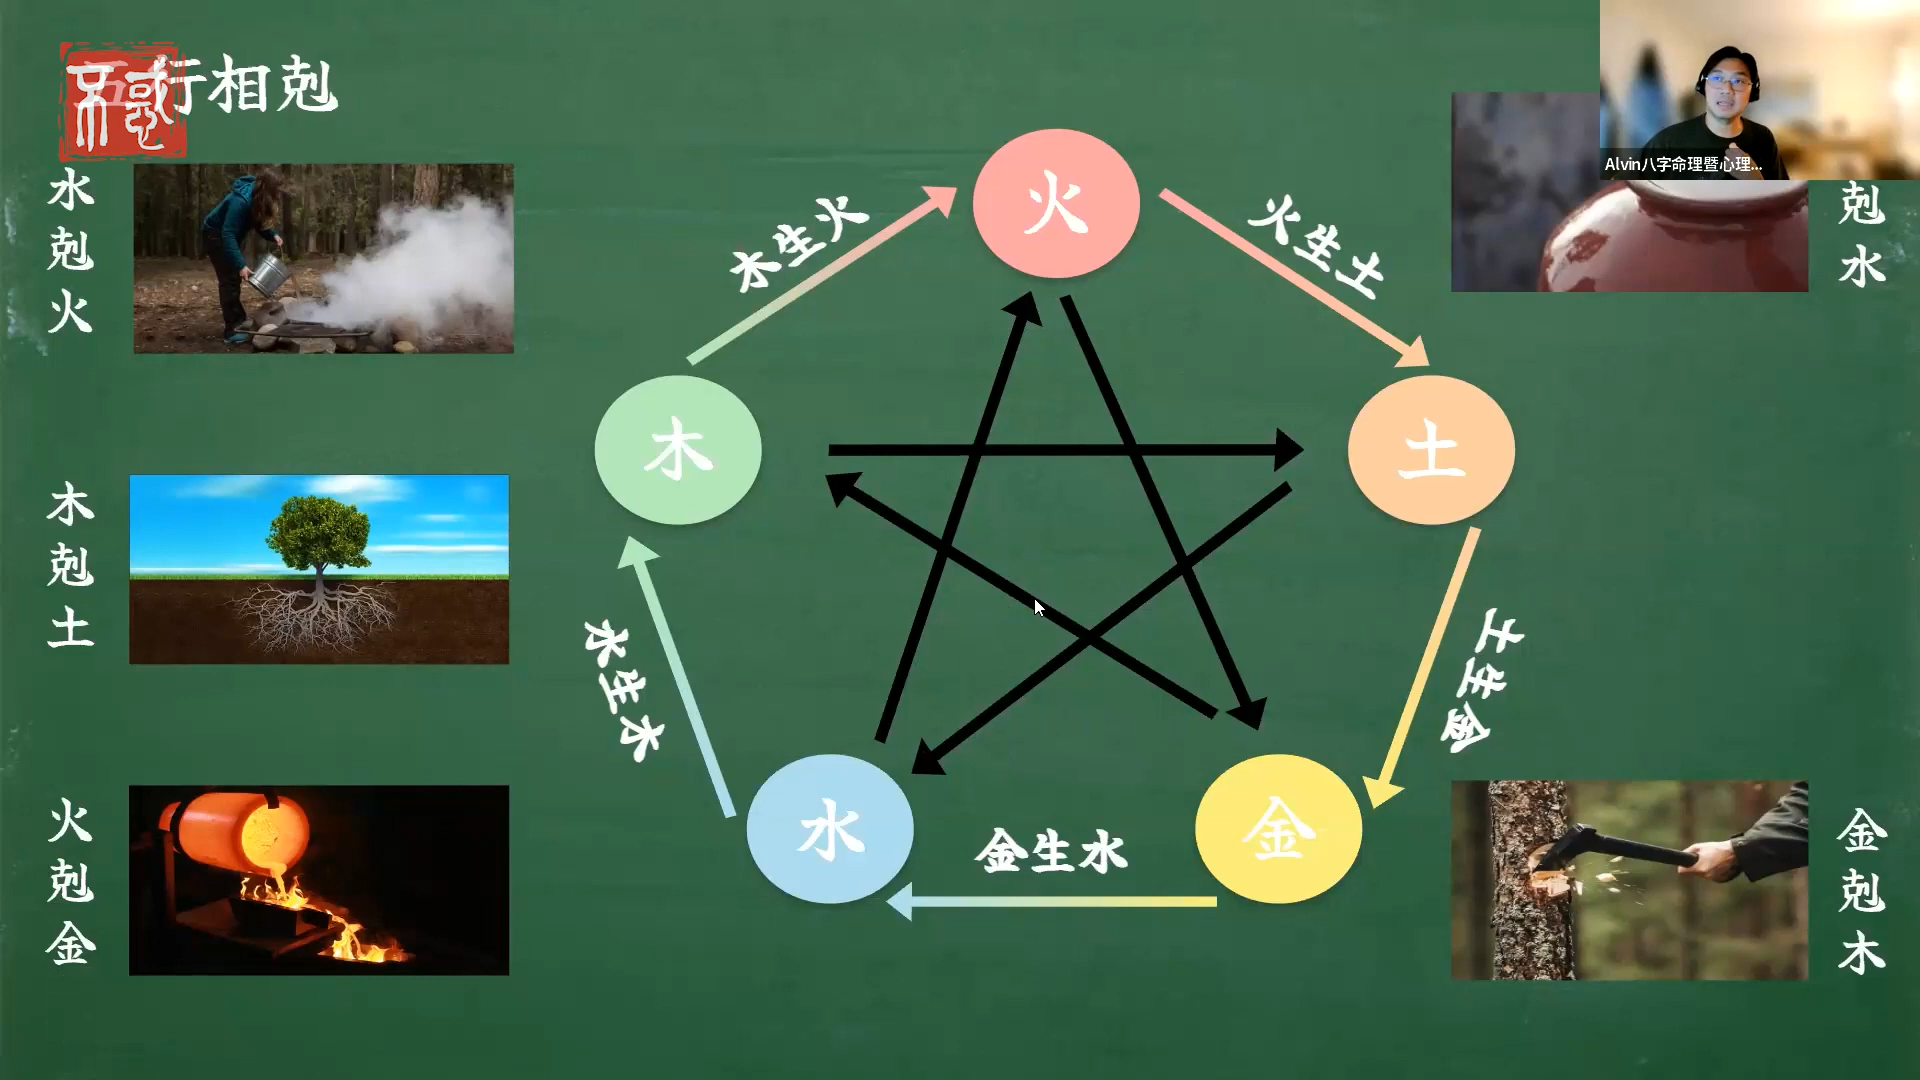 五行相剋
不惑
Alvin八字命理暨心理...
水剋火
木剋土
火剋金
剋水
金剋木
木生火
火生土
土生金
金生水
水生木
火
土
金
水
木